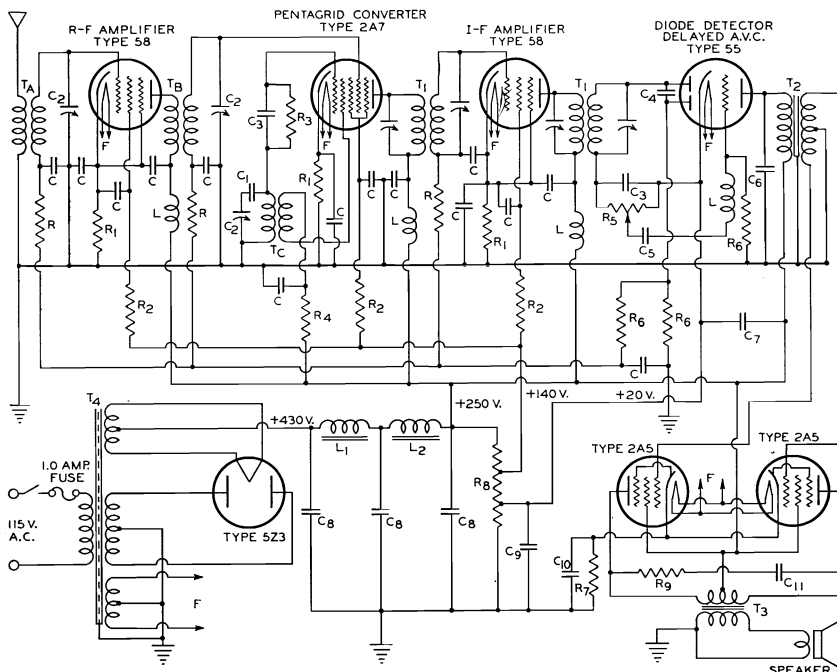 R-F AMPLIFIER
TYPE 58
PENTAGRID CONVERTER
TYPE 2A7
I-F AMPLIFIER
TYPE 58
DIODE DETECTOR
DELAYED A.V.C.
TYPE 55
TA
C2
F
TB
C2
C3
R3
F
T1
F
T1
C4
F
T2
C
C
C
C
C1
R1
C
C
C
C
C
C
C
C3
C6
R
R1
C
L
R
C2
TC
C
L
R
C
R1
L
R5
C5
L
R6
R2
C
R4
R2
R2
R6
R6
C7
C
T4
+430 V.
+250 V.
+140 V.
+20 V.
L1
L2
TYPE 2A5
TYPE 2A5
1.0 AMP.
FUSE
R8
F
115 V.
A.C.
TYPE 5Z3
C8
C8
C8
C9
C10
R7
R9
C11
F
T3
SPEAKER